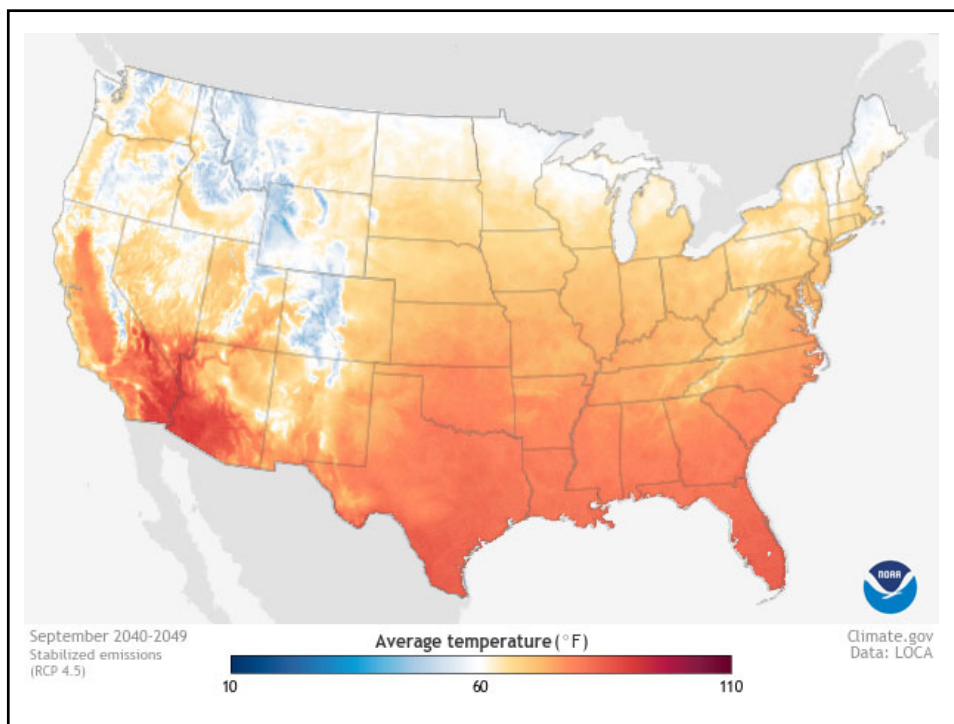 NOAA
September 2040-2049
Stabilized emissions
(RCP 4.5)
Average temperature (°F)
10 60 110
Climate.gov
Data: LOCA